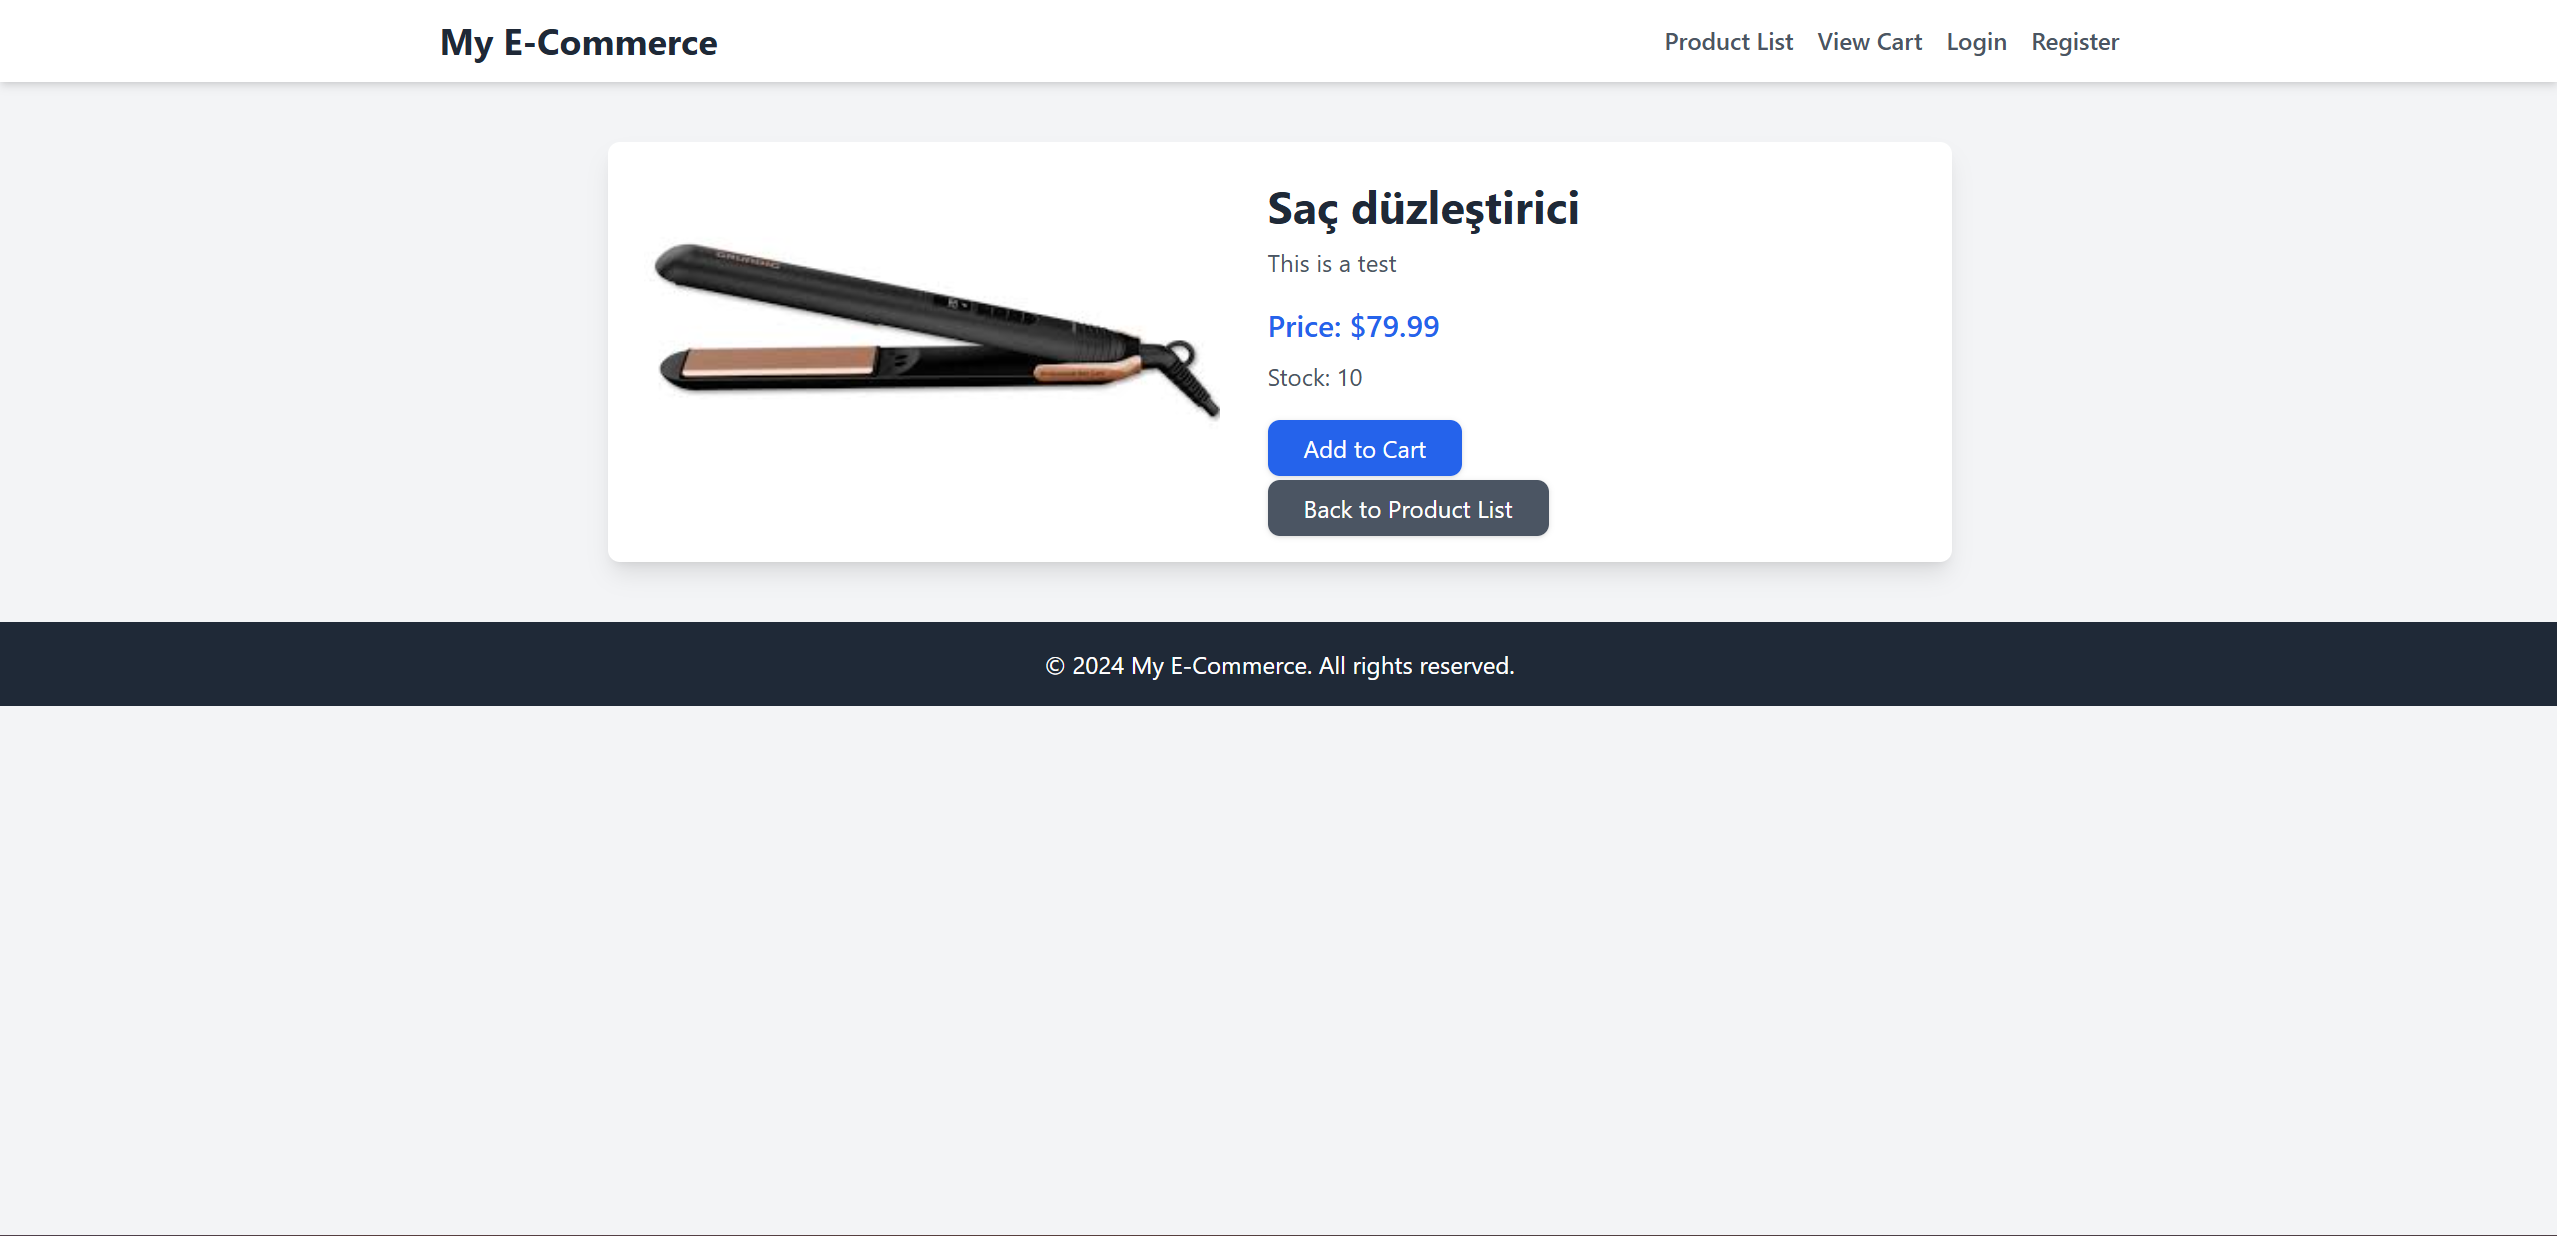 My E-Commerce
Product List View Cart Login Register
Saç düzleştirici
This is a test
Price: $79.99
Stock: 10
Add to Cart
Back to Product List
GRUNDIG
© 2024 My E-Commerce. All rights reserved.